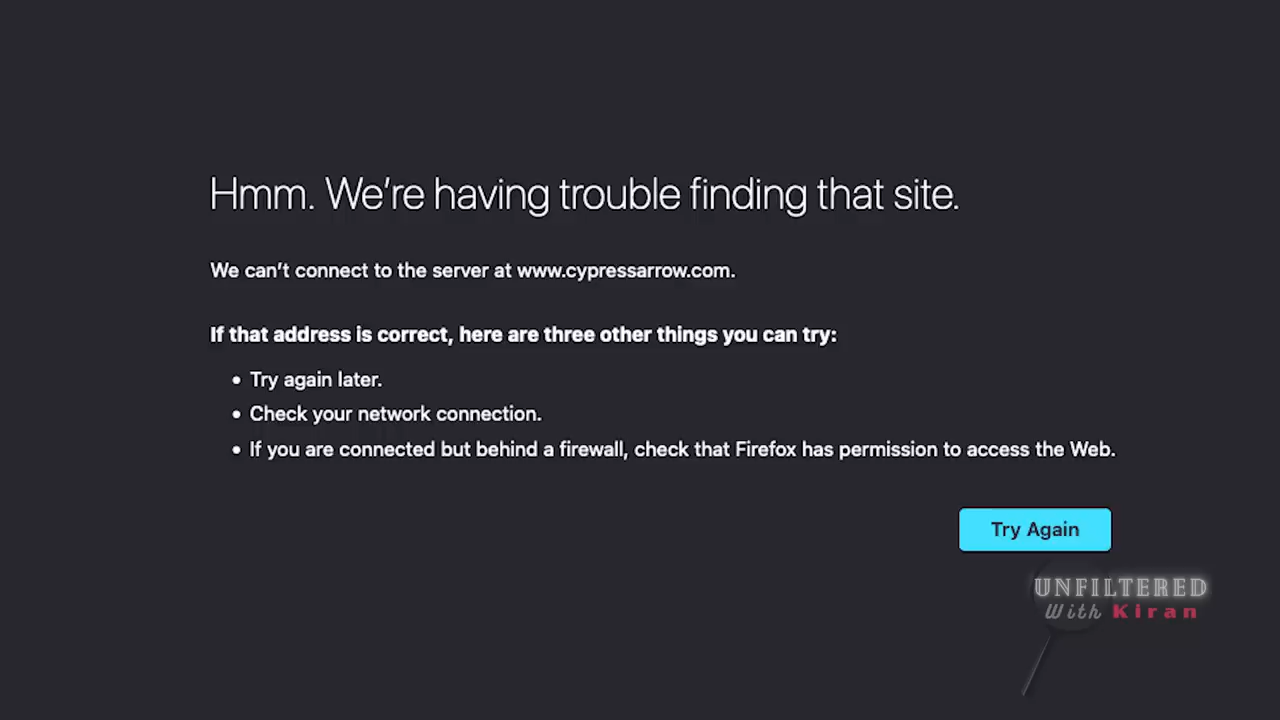 Hmm. We're having trouble finding that site.
We can't connect to the server at www.cypressarrow.com.
If that address is correct, here are three other things you can try:
• Try again later.
• Check your network connection.
• If you are connected but behind a firewall, check that Firefox has permission to access the Web.
Try Again
UNFILTERED
With Kiran